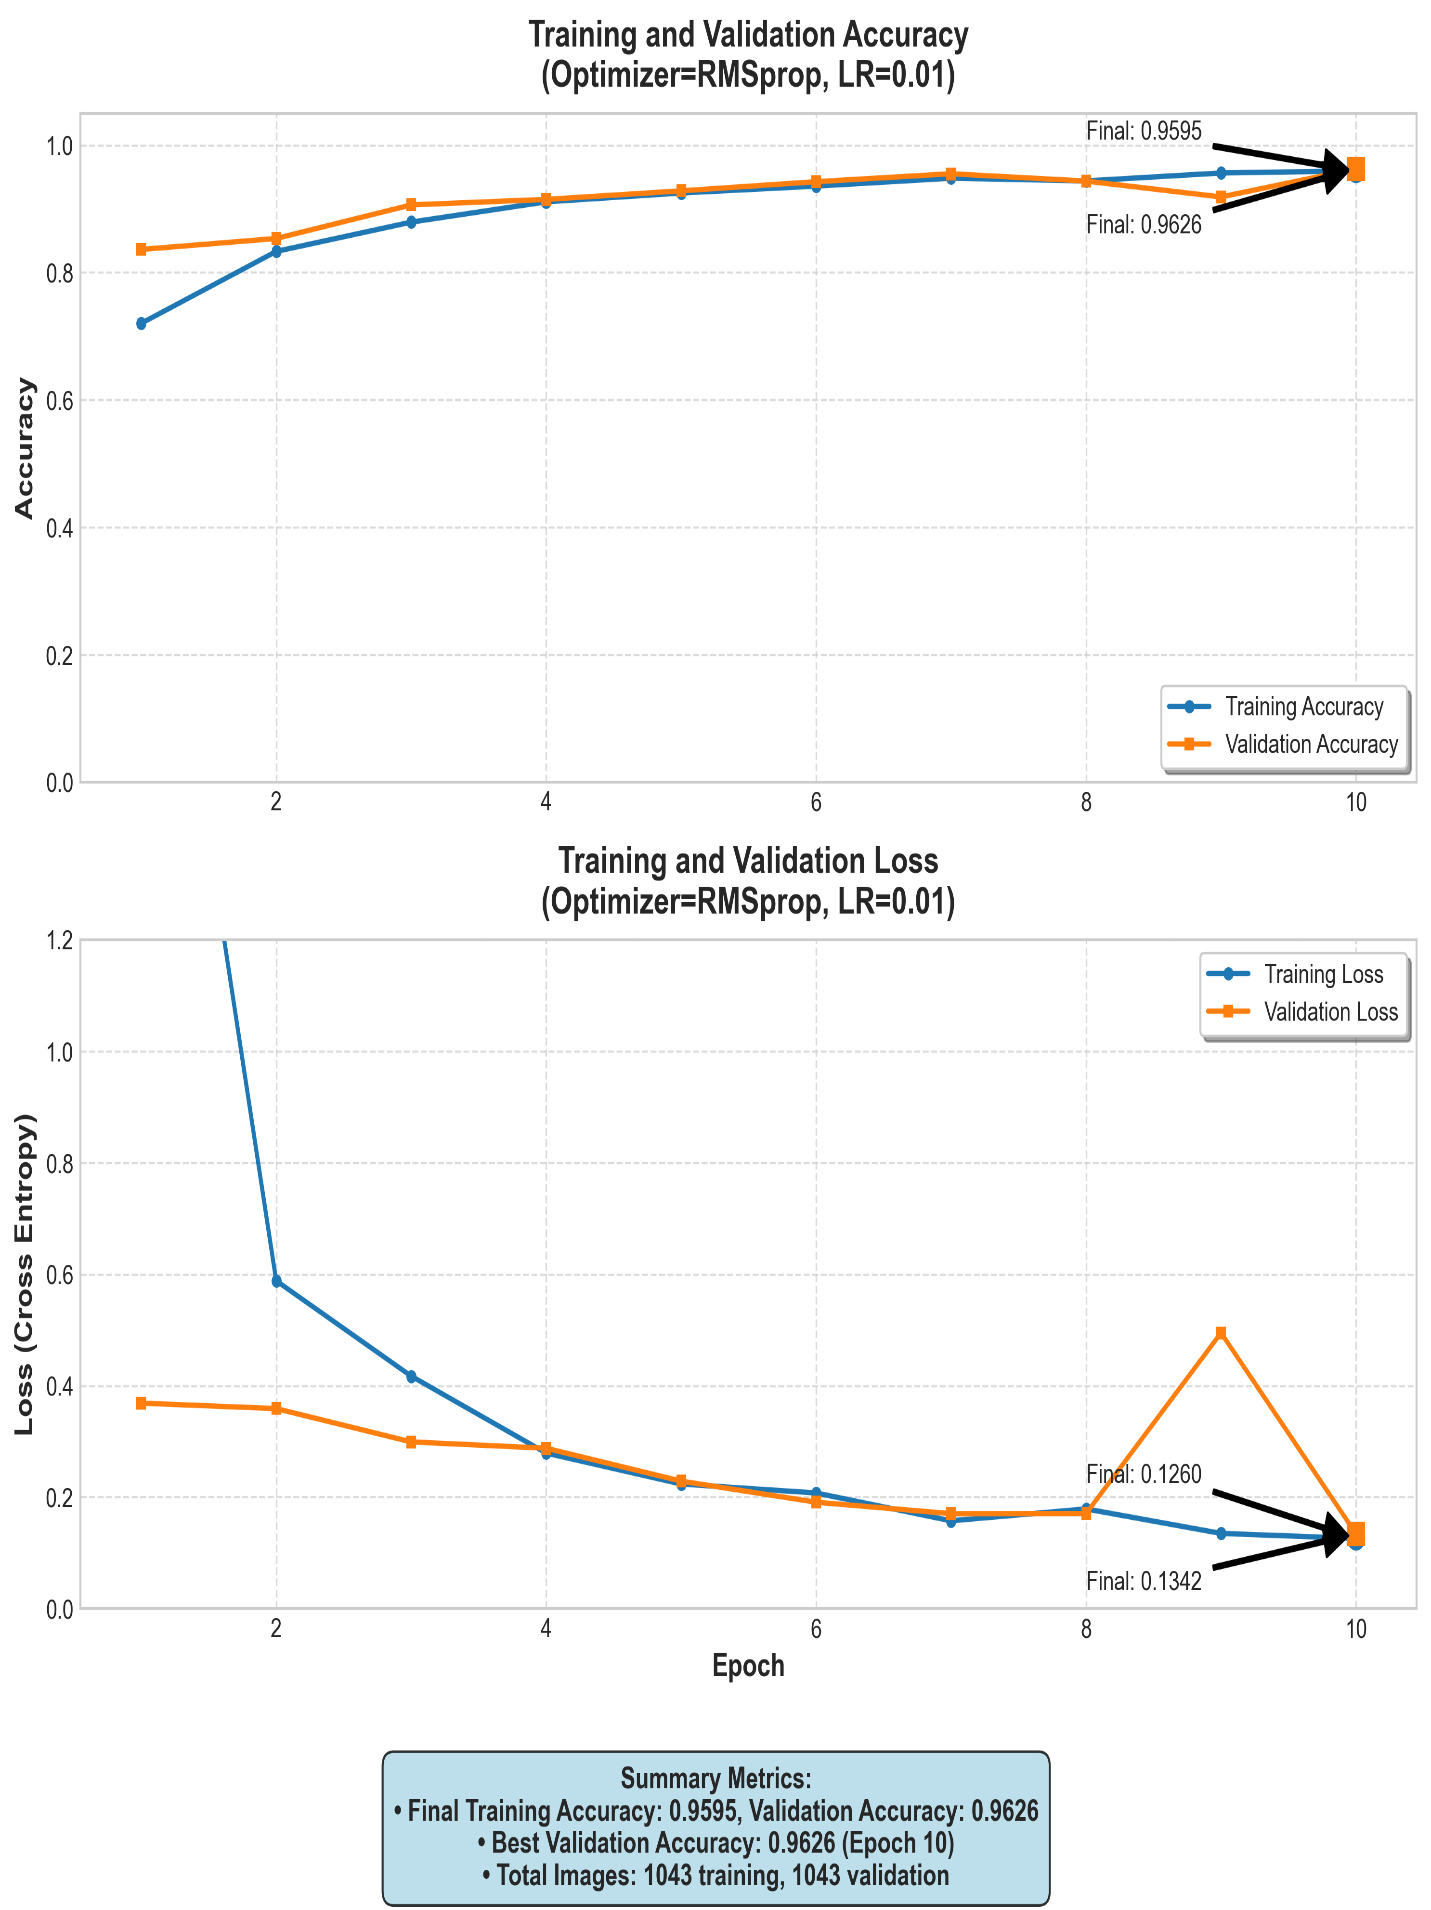 Training and Validation Accuracy
(Optimizer=RMSprop, LR=0.01)
Accuracy
1.0
0.8
0.6
0.4
0.2
0.0
Final: 0.9595
Final: 0.9626
Training Accuracy
Validation Accuracy
2
4
6
8
10
Training and Validation Loss
(Optimizer=RMSprop, LR=0.01)
Loss (Cross Entropy)
1.2
1.0
0.8
0.6
0.4
0.2
0.0
Training Loss
Validation Loss
Final: 0.1260
Final: 0.1342
2
4
6
8
10
Epoch
Summary Metrics:
• Final Training Accuracy: 0.9595, Validation Accuracy: 0.9626
• Best Validation Accuracy: 0.9626 (Epoch 10)
• Total Images: 1043 training, 1043 validation